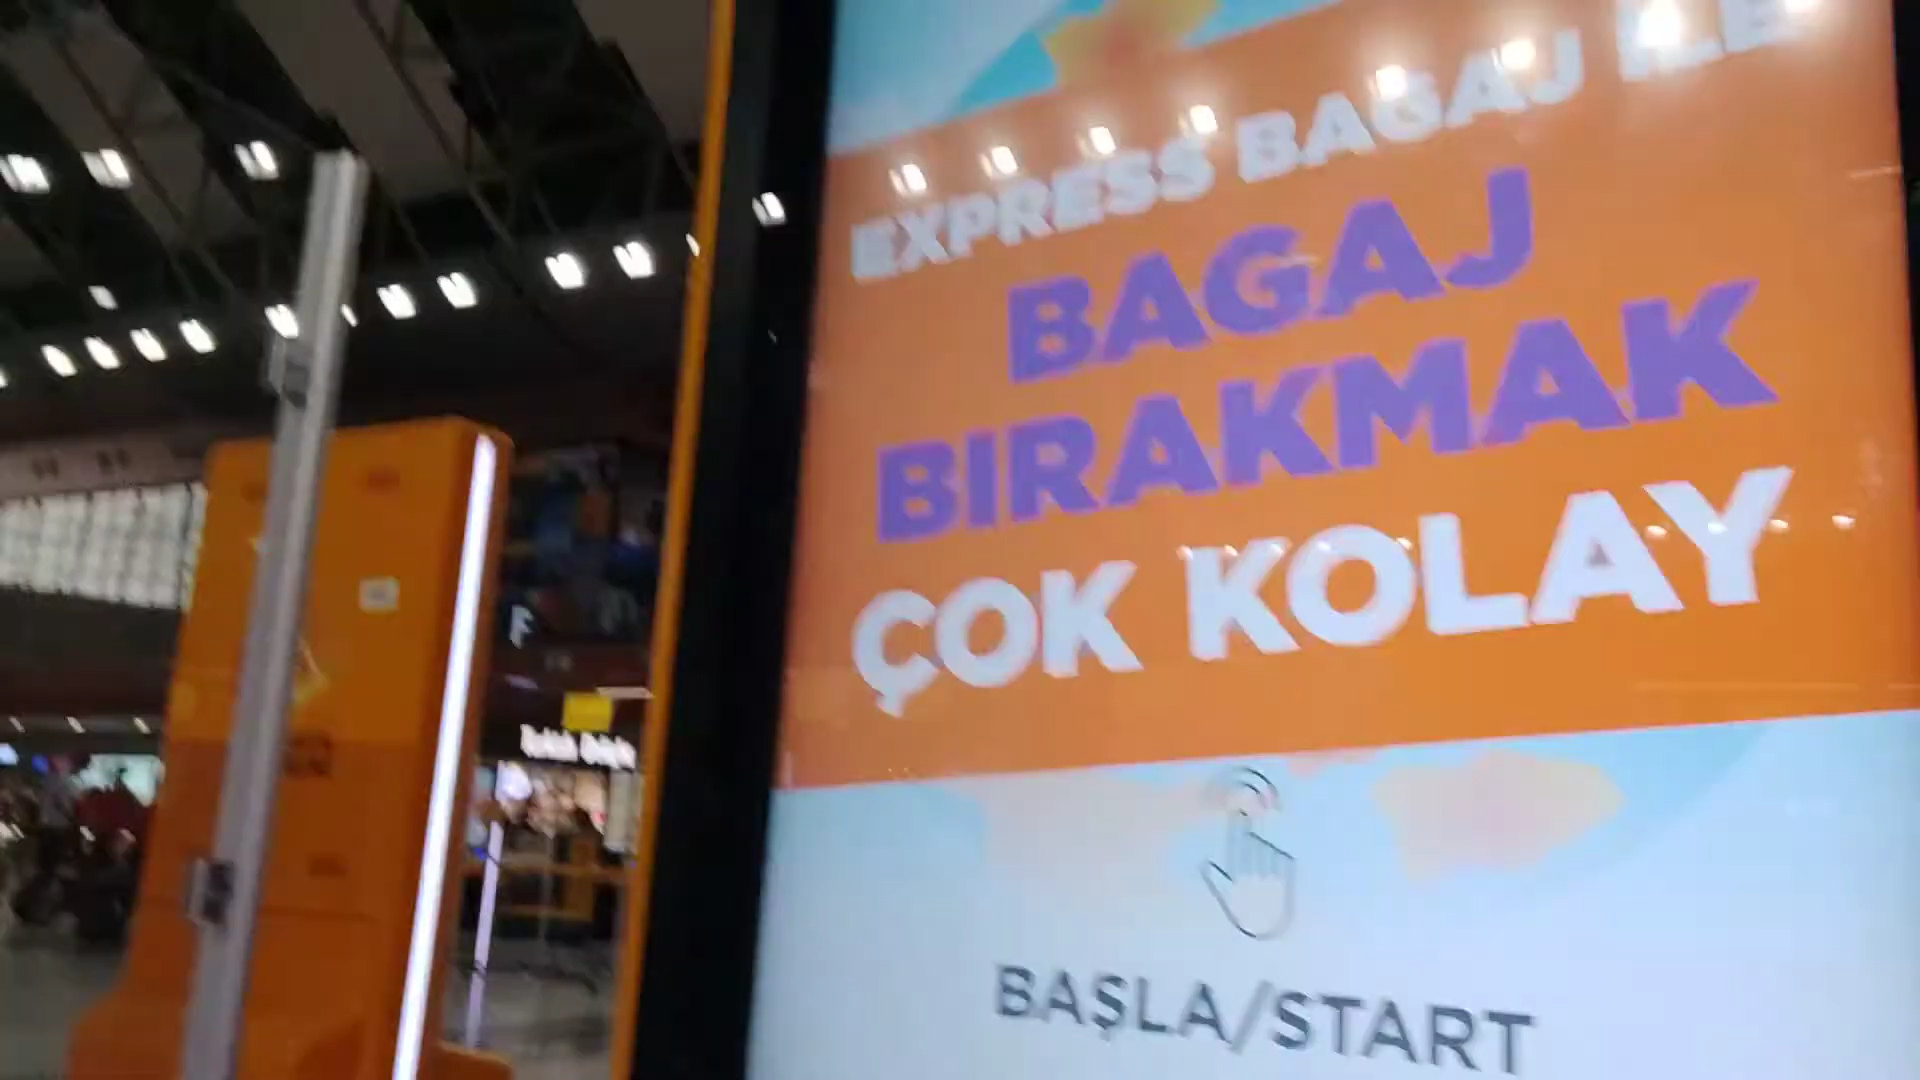 EXPRESS BAGAJ İLE
BAGAJ
BIRAKMAK
ÇOK KOLAY
BAŞLA/START